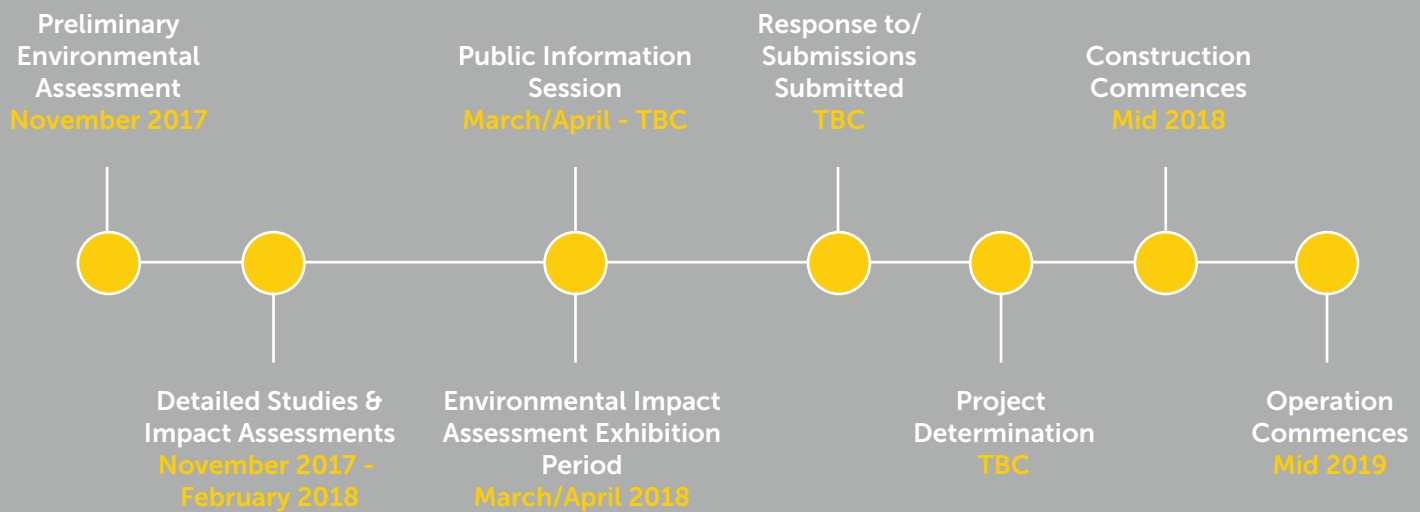 Preliminary
Environmental
Assessment
November 2017
Public Information
Session
March/April - TBC
Response to/
Submissions
Submitted
TBC
Construction
Commences
Mid 2018
Detailed Studies &
Impact Assessments
November 2017 -
February 2018
Environmental Impact
Assessment Exhibition
Period
March/April 2018
Project
Determination
TBC
Operation
Commences
Mid 2019